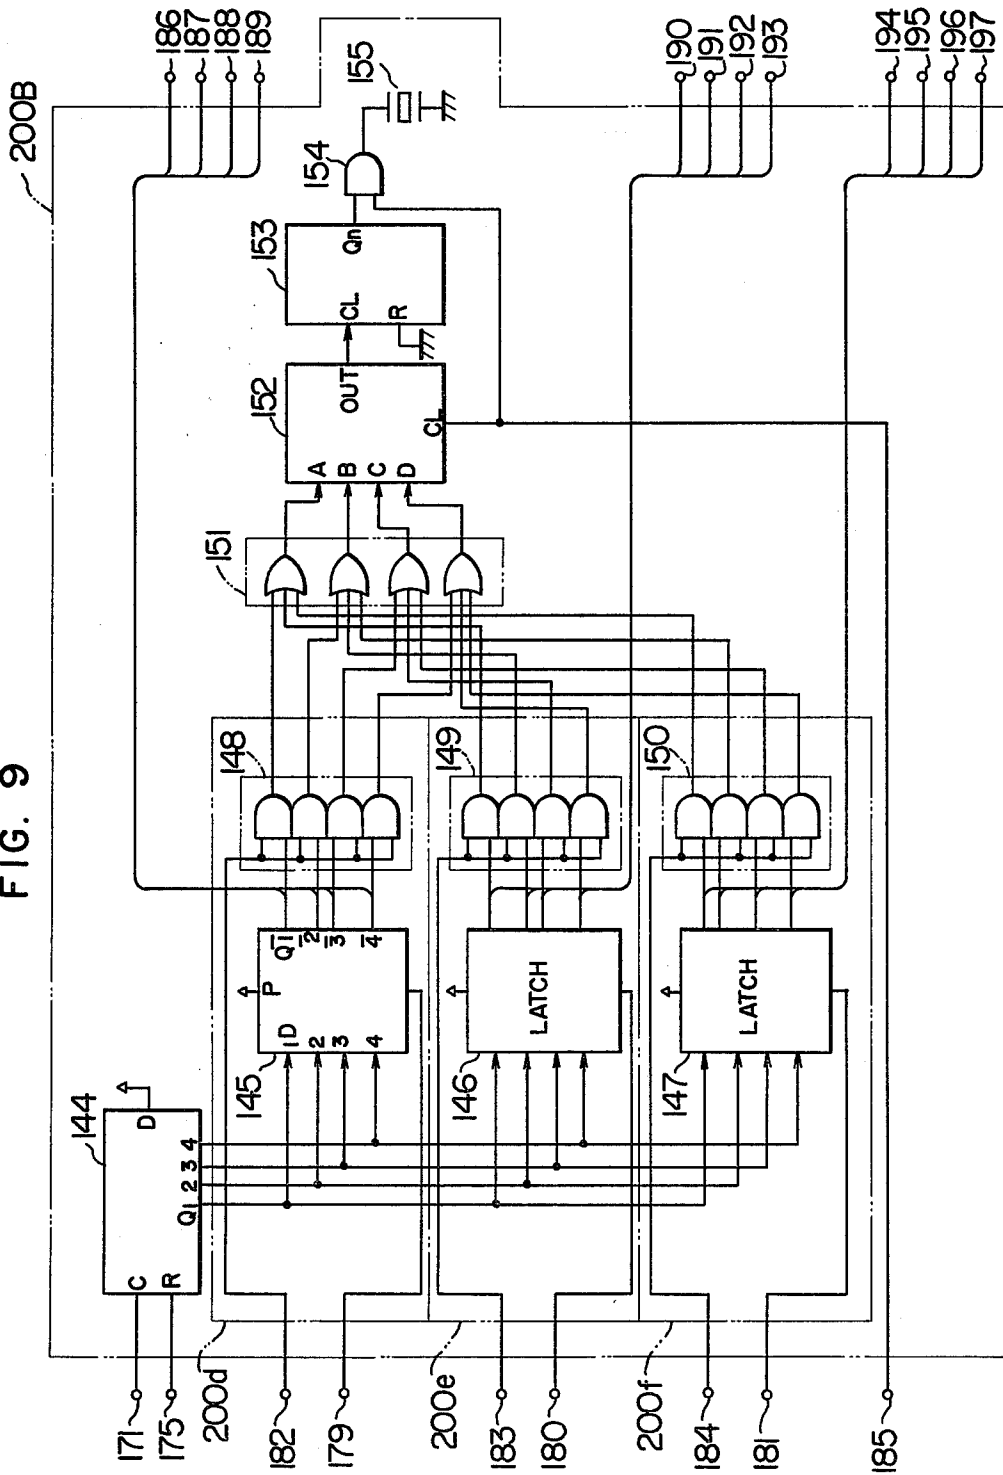 FIG. 9
200B
186
187
188
189
155
154
153
Qn
CL
R
152
OUT
A
B
C
D
CL
190
191
192
193
194
195
196
197
151
148
149
150
144
D
C
R
Q1 2 3 4
145
P
1D
2
3
4
Q1
2
3
4
146
LATCH
147
LATCH
200d
200e
200f
171
175
182
179
183
180
184
181
185